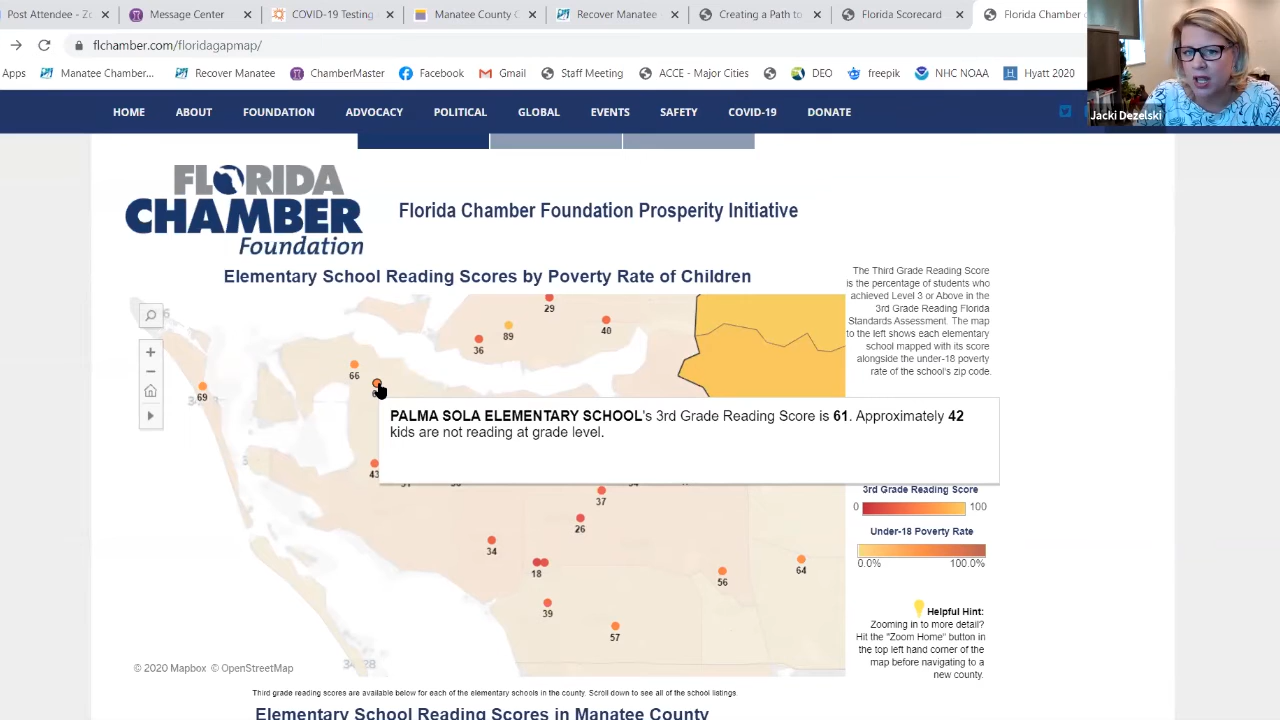 Post Attendee - Zo
Message Center
COVID-19 Testing
Manatee County
Recover Manatee
Creating a Path to
Florida Scorecard
Florida Chamber
flchamber.com/floridagapmap/
Apps
Manatee Chamber...
Recover Manatee
ChamberMaster
Facebook
Gmail
Staff Meeting
ACCE - Major Cities
DEO
freepik
NHC NOAA
Hyatt 2020
Jacki Dezelski
HOME
ABOUT
FOUNDATION
ADVOCACY
POLITICAL
GLOBAL
EVENTS
SAFETY
COVID-19
DONATE
FLORIDA
CHAMBER
Foundation
Florida Chamber Foundation Prosperity Initiative
Elementary School Reading Scores by Poverty Rate of Children
The Third Grade Reading Score
is the percentage of students who
achieved Level 3 or Above in the
3rd Grade Reading Florida
Standards Assessment. The map
to the left shows each elementary
school mapped with its score
alongside the under-18 poverty
rate of the school's zip code.
29
89
40
36
66
69
PALMA SOLA ELEMENTARY SCHOOL's 3rd Grade Reading Score is 61. Approximately 42
kids are not reading at grade level.
43
37
26
34
18
56
64
39
57
3rd Grade Reading Score
0
100
Under-18 Poverty Rate
0.0%
100.0%
Helpful Hint:
Zooming in to more detail?
Hit the "Zoom Home" button in
the top left hand corner of the
map before navigating to a
new county.
© 2020 Mapbox © OpenStreetMap
Third grade reading scores are available below for each of the elementary schools in the county. Scroll down to see all of the school listings.
Elementary School Reading Scores in Manatee County